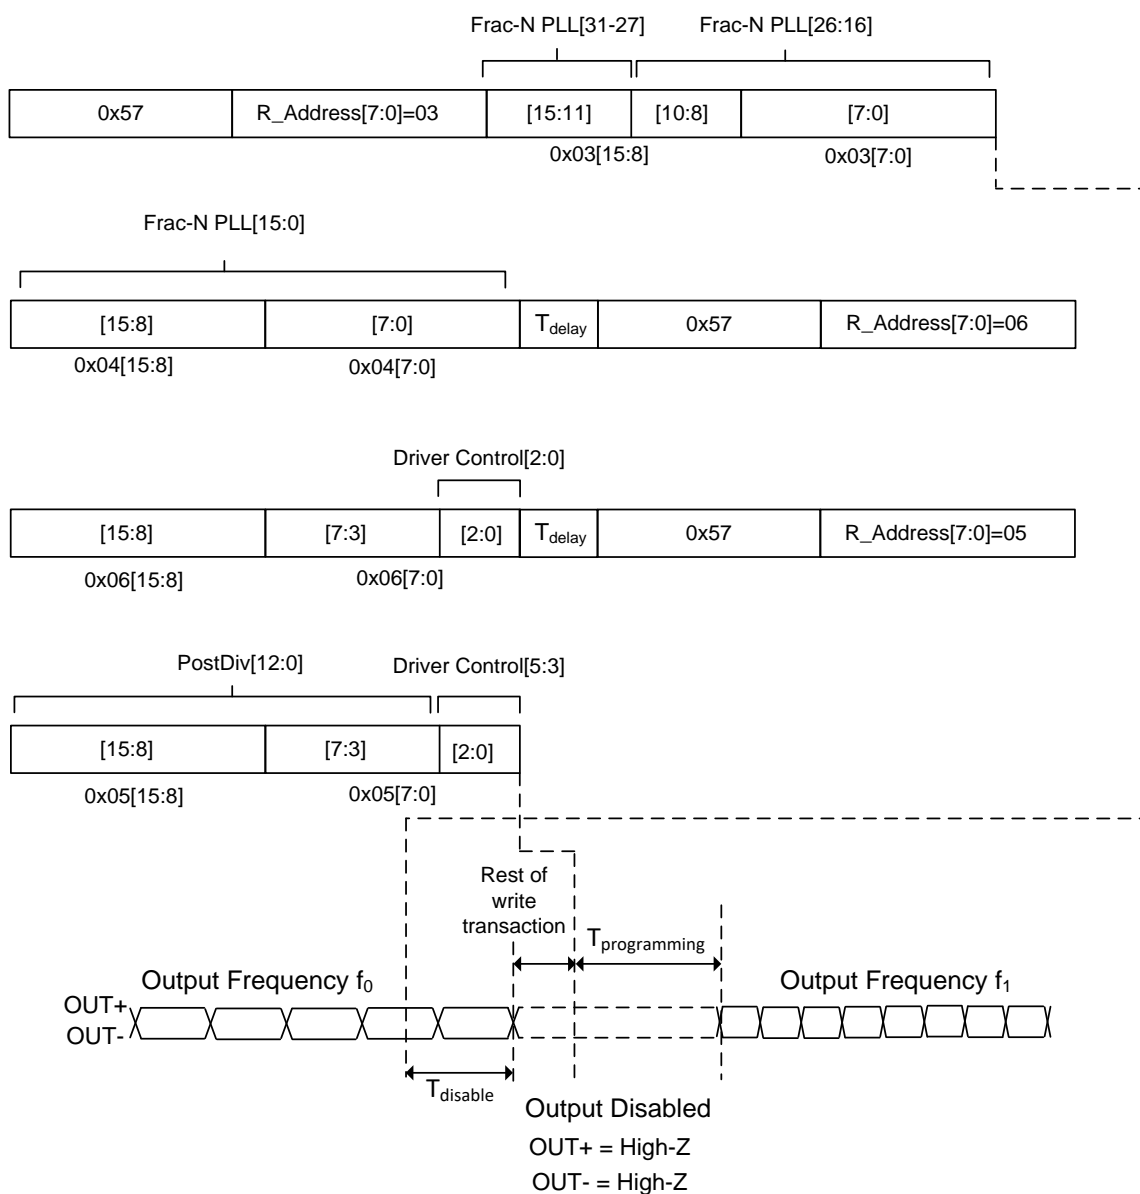 Frac-N PLL[31-27] Frac-N PLL[26:16]
0x57 R_Address[7:0]=03 [15:11] [10:8] [7:0]
0x03[15:8] 0x03[7:0]
Frac-N PLL[15:0]
[15:8] [7:0] Tdelay 0x57 R_Address[7:0]=06
0x04[15:8] 0x04[7:0]
Driver Control[2:0]
[15:8] [7:3] [2:0] Tdelay 0x57 R_Address[7:0]=05
0x06[15:8] 0x06[7:0]
PostDiv[12:0] Driver Control[5:3]
[15:8] [7:3] [2:0]
0x05[15:8] 0x05[7:0]
Rest of
write
transaction
Tprogramming
Output Frequency f0 Output Frequency f1
OUT+
OUT-
Tdisable
Output Disabled
OUT+ = High-Z
OUT- = High-Z